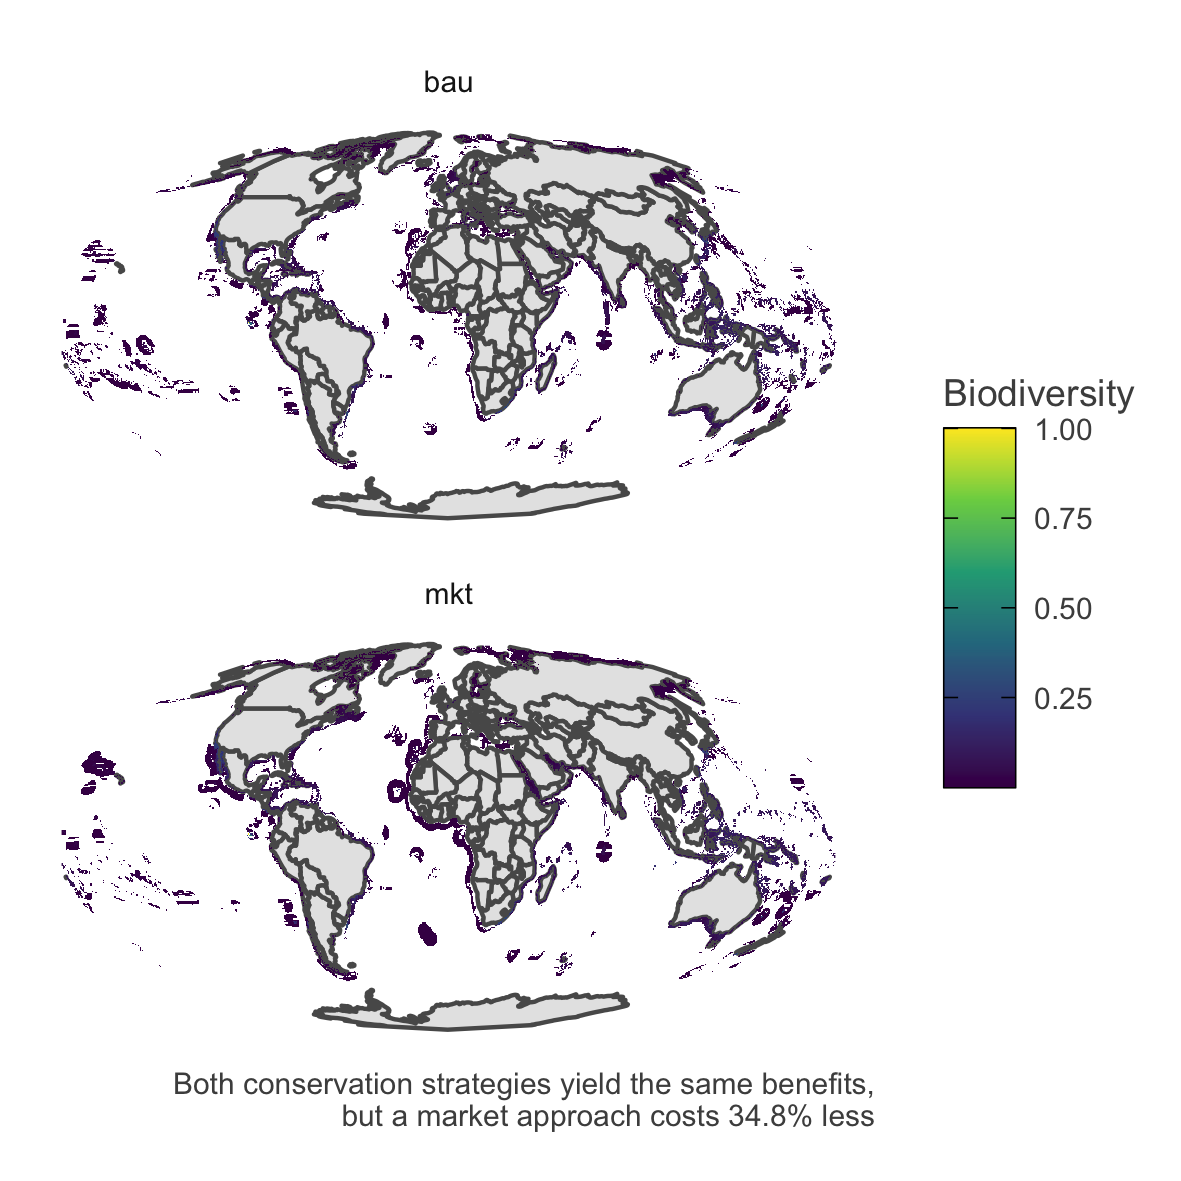 bau
Biodiversity
1.00
0.75
0.50
0.25
mkt
Both conservation strategies yield the same benefits,
but a market approach costs 34.8% less